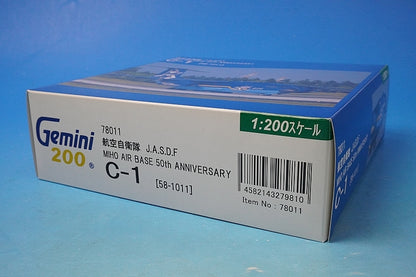 Gemini
200®
78011
航空自衛隊 J.A.S.D.F
MIHO AIR BASE 50th ANNIVERSARY
C-1 [58-1011]
1:200スケール
4582143279810
Item No : 78011